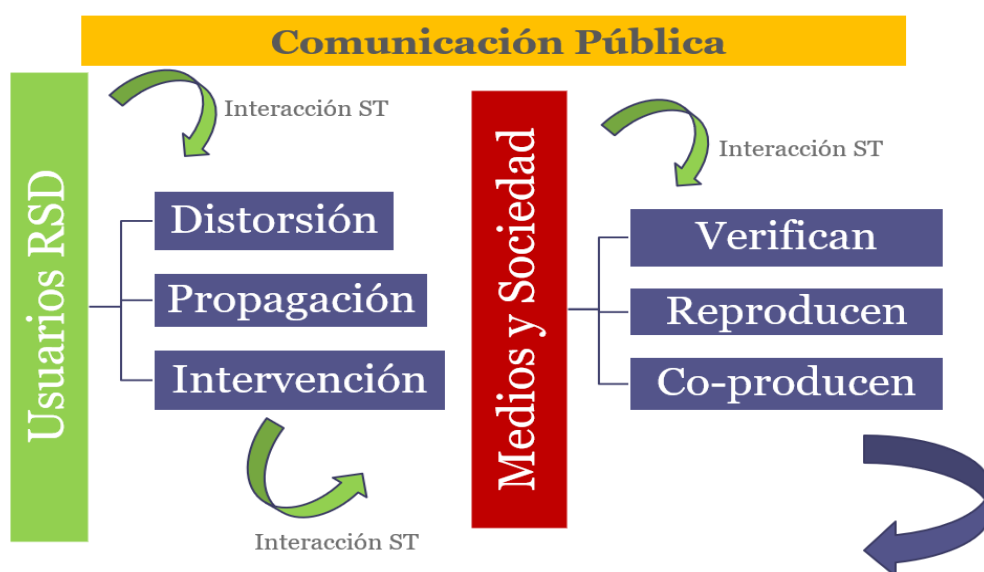 Comunicación Pública
Usuarios RSD
Interacción ST
Distorsión
Propagación
Intervención
Interacción ST
Medios y Sociedad
Interacción ST
Verifican
Reproducen
Co-producen